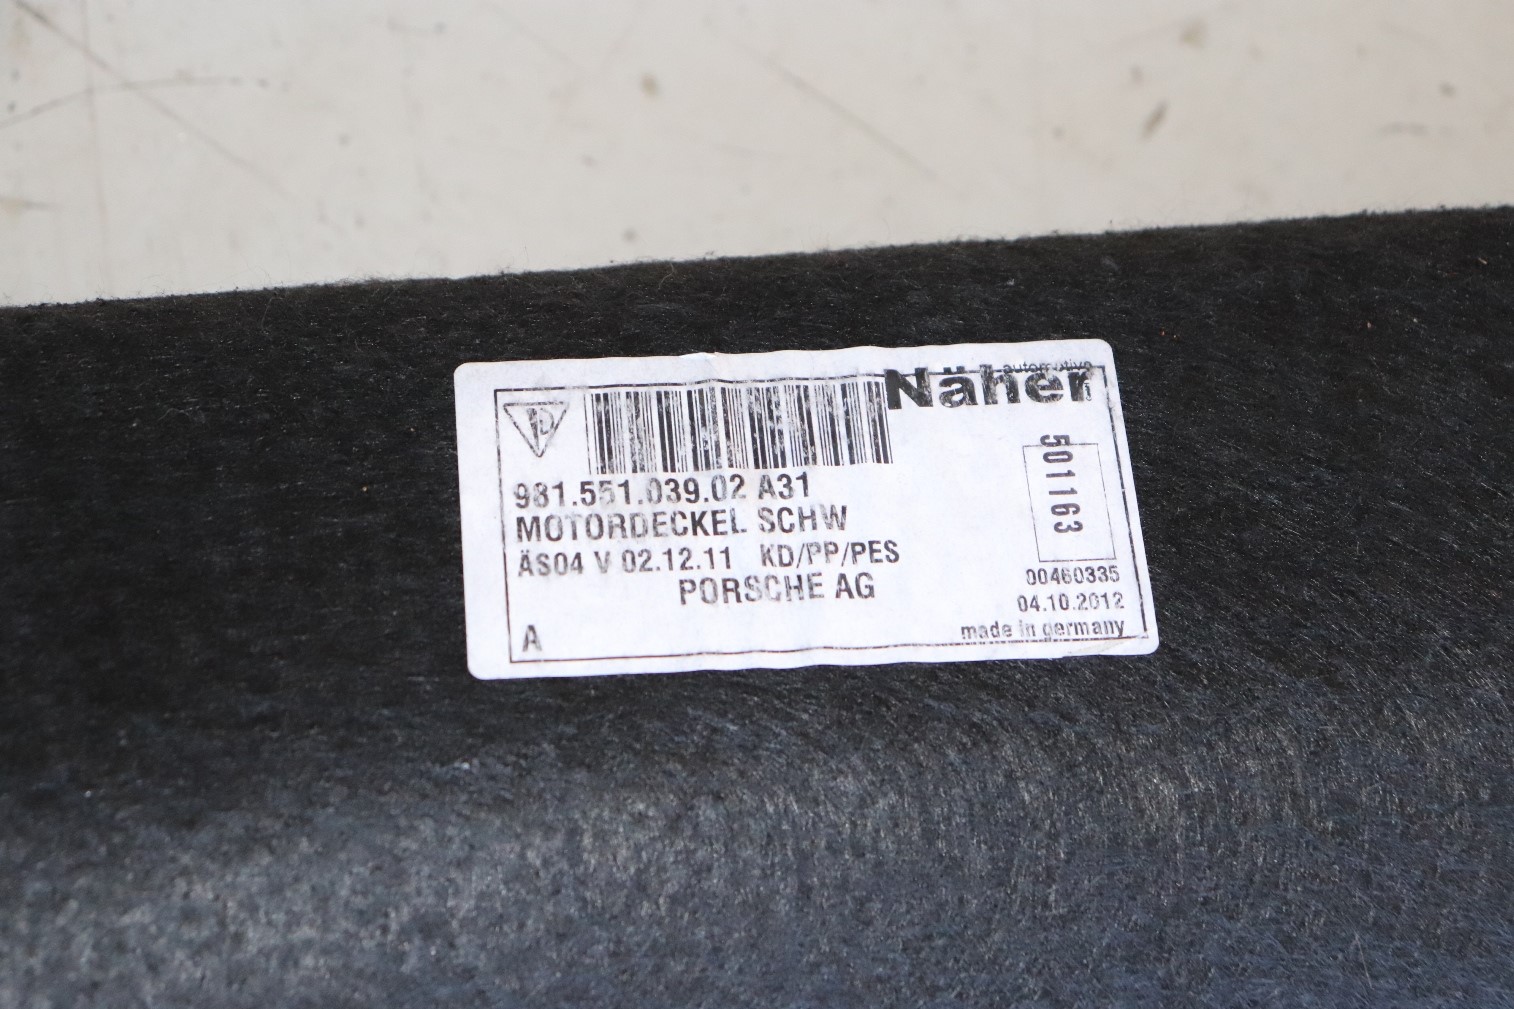 automotive
Näher
981.551.039.02 A31
MOTORDECKEL SCHW
ÄS04 V 02.12.11 KD/PP/PES
PORSCHE AG
A
501163
00460335
04.10.2012
made in germany